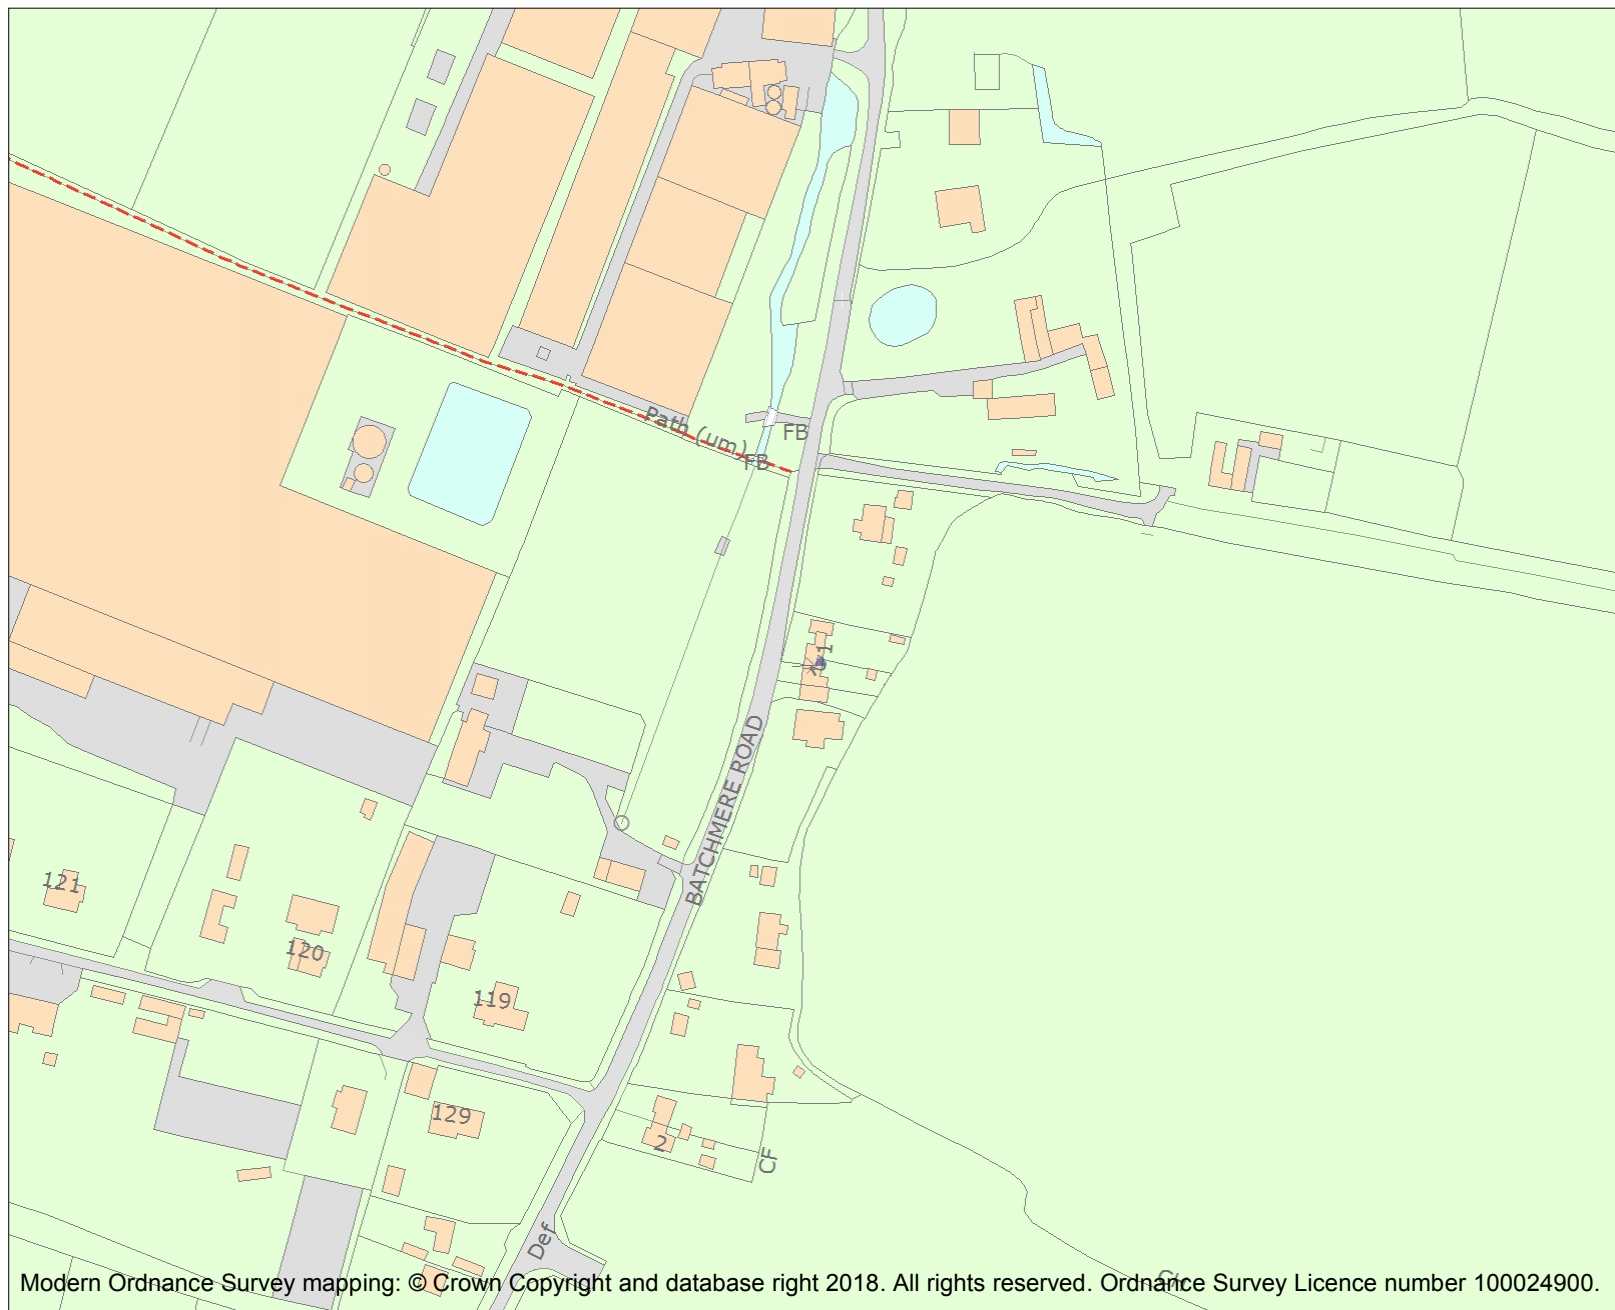 Path (um)
FB
FB
1
BATCHMERE ROAD
121
120
119
129
2
CF
Def
Modern Ordnance Survey mapping: © Crown Copyright and database right 2018. All rights reserved. Ordnance Survey Licence number 100024900.